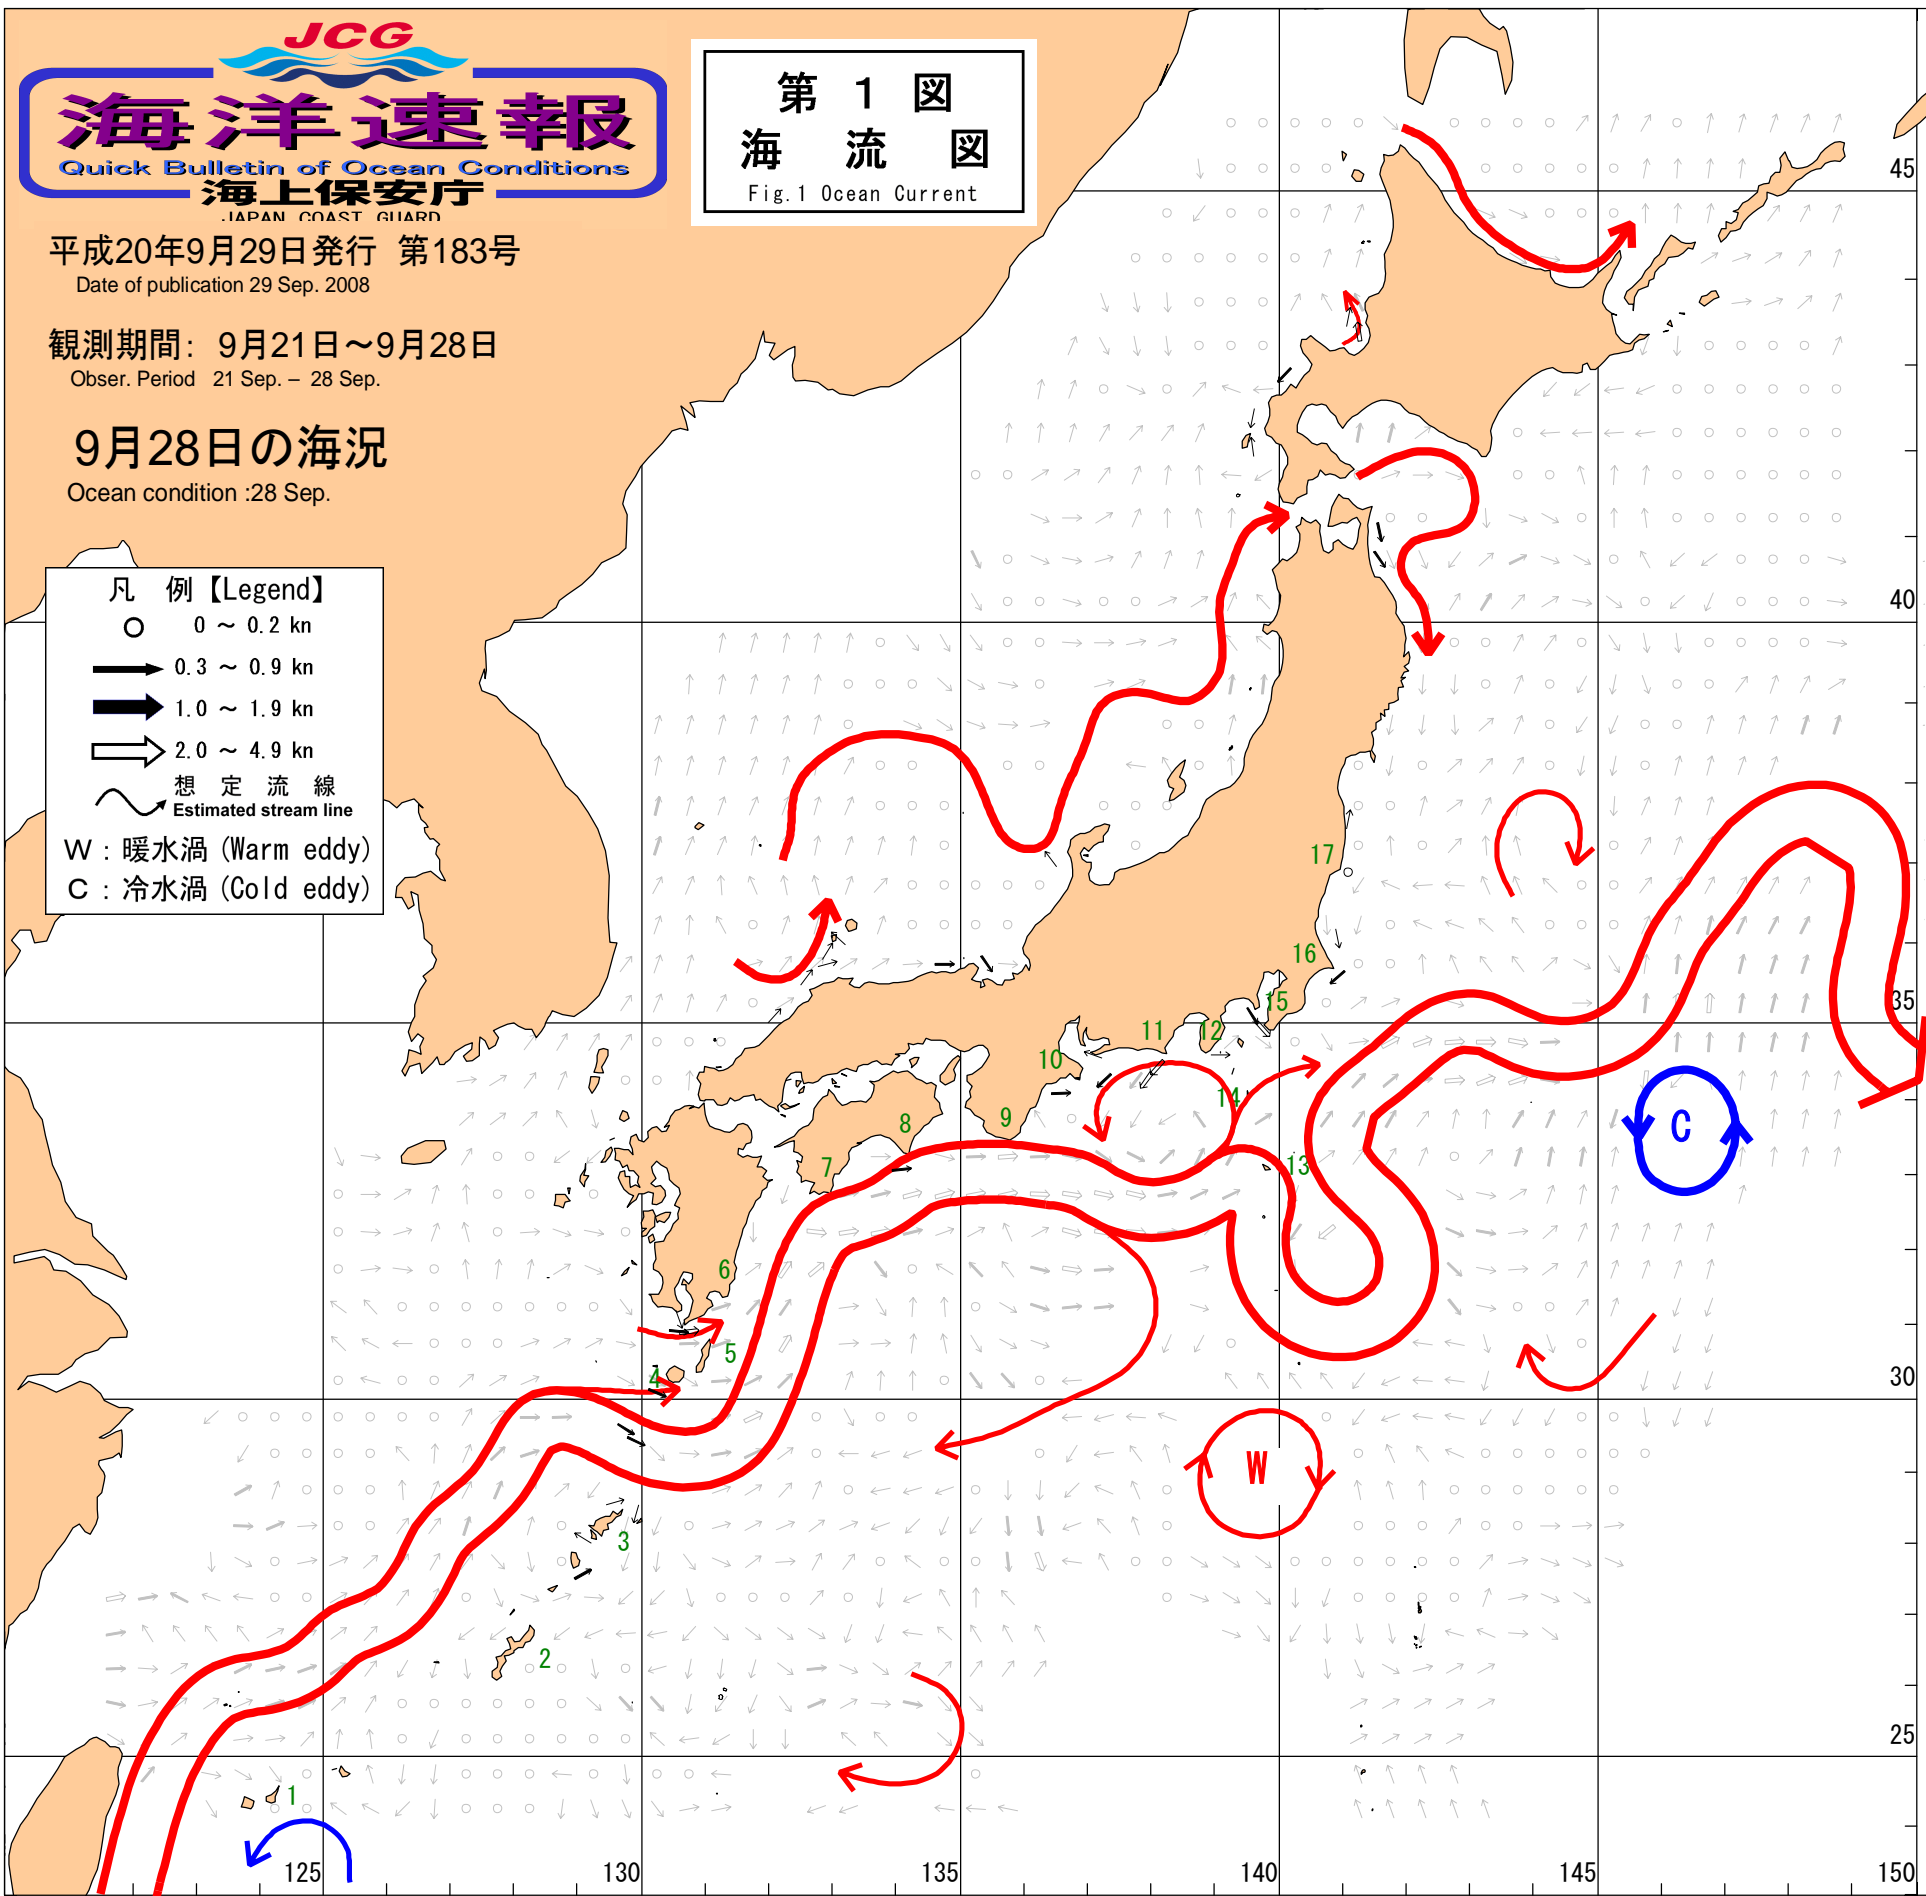 JCG
海洋速報
Quick Bulletin of Ocean Conditions
海上保安庁
JAPAN COAST GUARD
第 1 図
海 流 図
Fig.1 Ocean Current
平成20年9月29日発行 第183号
Date of publication 29 Sep. 2008
観測期間: 9月21日～9月28日
Obser. Period 21 Sep. – 28 Sep.
9月28日の海況
Ocean condition :28 Sep.
凡 例【Legend】
0 ～ 0.2 kn
0.3 ～ 0.9 kn
1.0 ～ 1.9 kn
2.0 ～ 4.9 kn
想 定 流 線
Estimated stream line
W : 暖水渦 (Warm eddy)
C : 冷水渦 (Cold eddy)
45
40
17
16
35
15
12
11
10
14
C
9
8
7
13
6
5
4
30
W
3
2
25
1
125
130
135
140
145
150